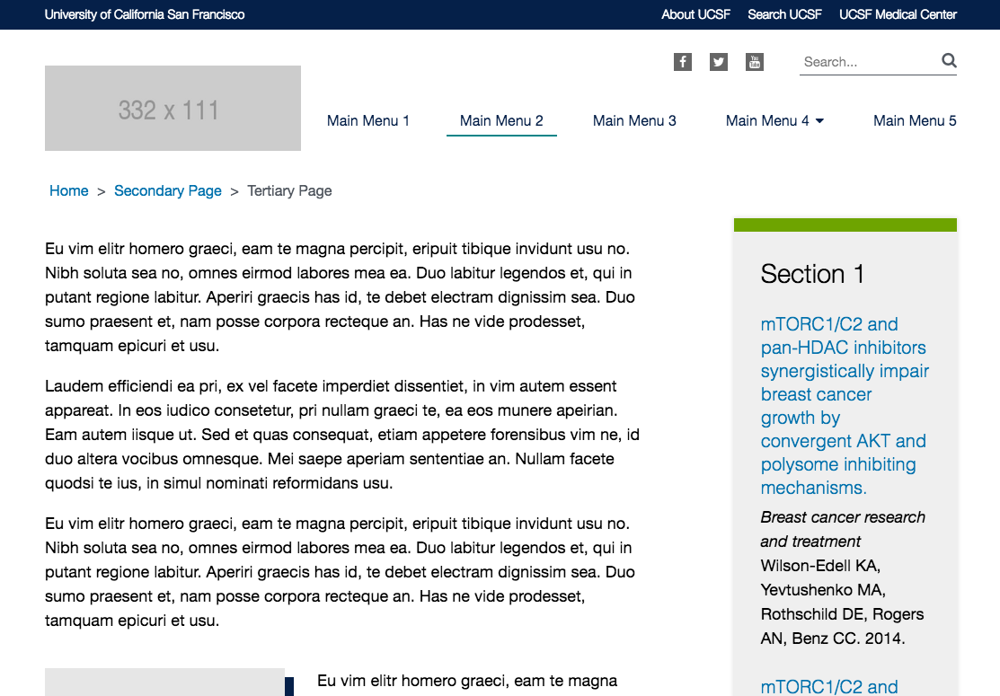 University of California San Francisco
About UCSF Search UCSF UCSF Medical Center
Search...
332 x 111
Main Menu 1 Main Menu 2 Main Menu 3 Main Menu 4 Main Menu 5
Home > Secondary Page > Tertiary Page
Eu vim elitr homero graeci, eam te magna percipit, eripuit tibique invidunt usu no.
Nibh soluta sea no, omnes eirmod labores mea ea. Duo labitur legendos et, qui in
putant regione labitur. Aperiri graecis has id, te debet electram dignissim sea. Duo
sumo praesent et, nam posse corpora recteque an. Has ne vide prodesset,
tamquam epicuri et usu.
Laudem efficiendi ea pri, ex vel facete imperdiet dissentiet, in vim autem essent
appareat. In eos iudico consetetur, pri nullam graeci te, ea eos munere apeirian.
Eam autem iisque ut. Sed et quas consequat, etiam appetere forensibus vim ne, id
duo altera vocibus omnesque. Mei saepe aperiam sententiae an. Nullam facete
quodsi te ius, in simul nominati reformidans usu.
Eu vim elitr homero graeci, eam te magna percipit, eripuit tibique invidunt usu no.
Nibh soluta sea no, omnes eirmod labores mea ea. Duo labitur legendos et, qui in
putant regione labitur. Aperiri graecis has id, te debet electram dignissim sea. Duo
sumo praesent et, nam posse corpora recteque an. Has ne vide prodesset,
tamquam epicuri et usu.
Eu vim elitr homero graeci, eam te magna
Section 1
mTORC1/C2 and
pan-HDAC inhibitors
synergistically impair
breast cancer
growth by
convergent AKT and
polysome inhibiting
mechanisms.
Breast cancer research
and treatment
Wilson-Edell KA,
Yevtushenko MA,
Rothschild DE, Rogers
AN, Benz CC. 2014.
mTORC1/C2 and